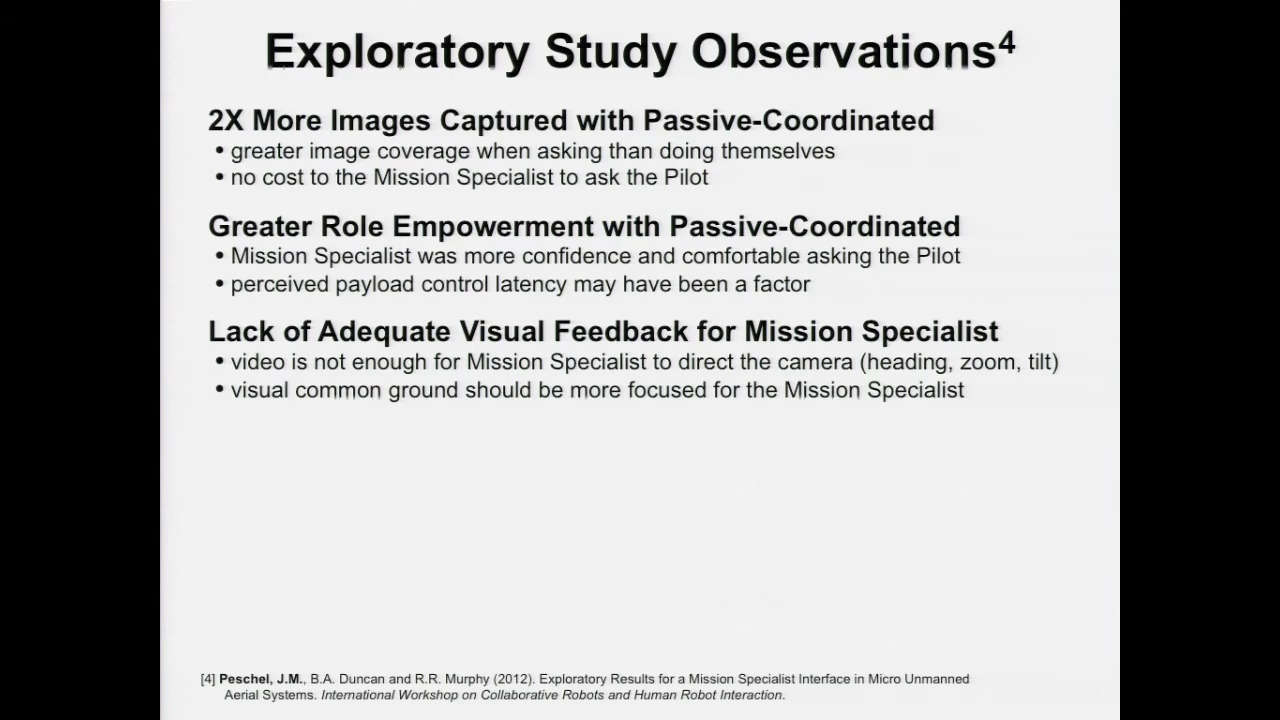 Exploratory Study Observations⁴
2X More Images Captured with Passive-Coordinated
• greater image coverage when asking than doing themselves
• no cost to the Mission Specialist to ask the Pilot
Greater Role Empowerment with Passive-Coordinated
• Mission Specialist was more confidence and comfortable asking the Pilot
• perceived payload control latency may have been a factor
Lack of Adequate Visual Feedback for Mission Specialist
• video is not enough for Mission Specialist to direct the camera (heading, zoom, tilt)
• visual common ground should be more focused for the Mission Specialist
[4] Peschel, J.M., B.A. Duncan and R.R. Murphy (2012). Exploratory Results for a Mission Specialist Interface in Micro Unmanned
Aerial Systems. International Workshop on Collaborative Robots and Human Robot Interaction.